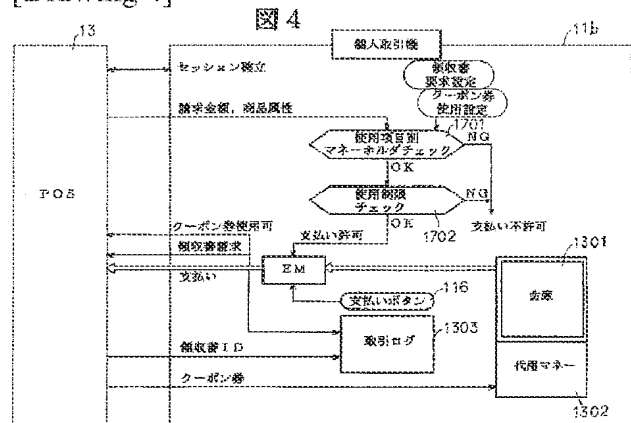 図4
13
個人取引機
11b
セッション確立
領収書
要求設定
クーポン券
使用設定
請求金額，商品属性
1701
使用項目別
マネーホルダチェック
NG
OK
POS
使用制限
チェック
NG
OK
1702
支払い不許可
クーポン券使用可
支払い許可
領収書請求
1301
支払い
EM
金庫
支払いボタン
116
取引ログ
1303
領収書ID
代用マネー
クーポン券
1302